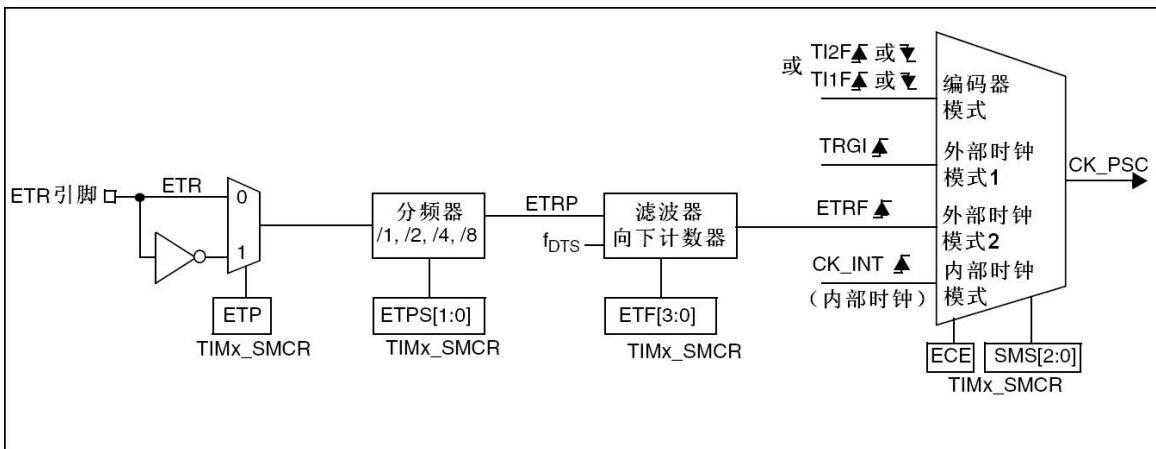 或 TI2F 或
TI1F 或
编码器
模式
TRGI
外部时钟
模式1
CK_PSC
ETR引脚
ETR
0
1
分频器
/1, /2, /4, /8
ETRP
fDTS
滤波器
向下计数器
ETRF
外部时钟
模式2
CK_INT
（内部时钟）
内部时钟
模式
ETP
TIMx_SMCR
ETPS[1:0]
TIMx_SMCR
ETF[3:0]
TIMx_SMCR
ECE
SMS[2:0]
TIMx_SMCR